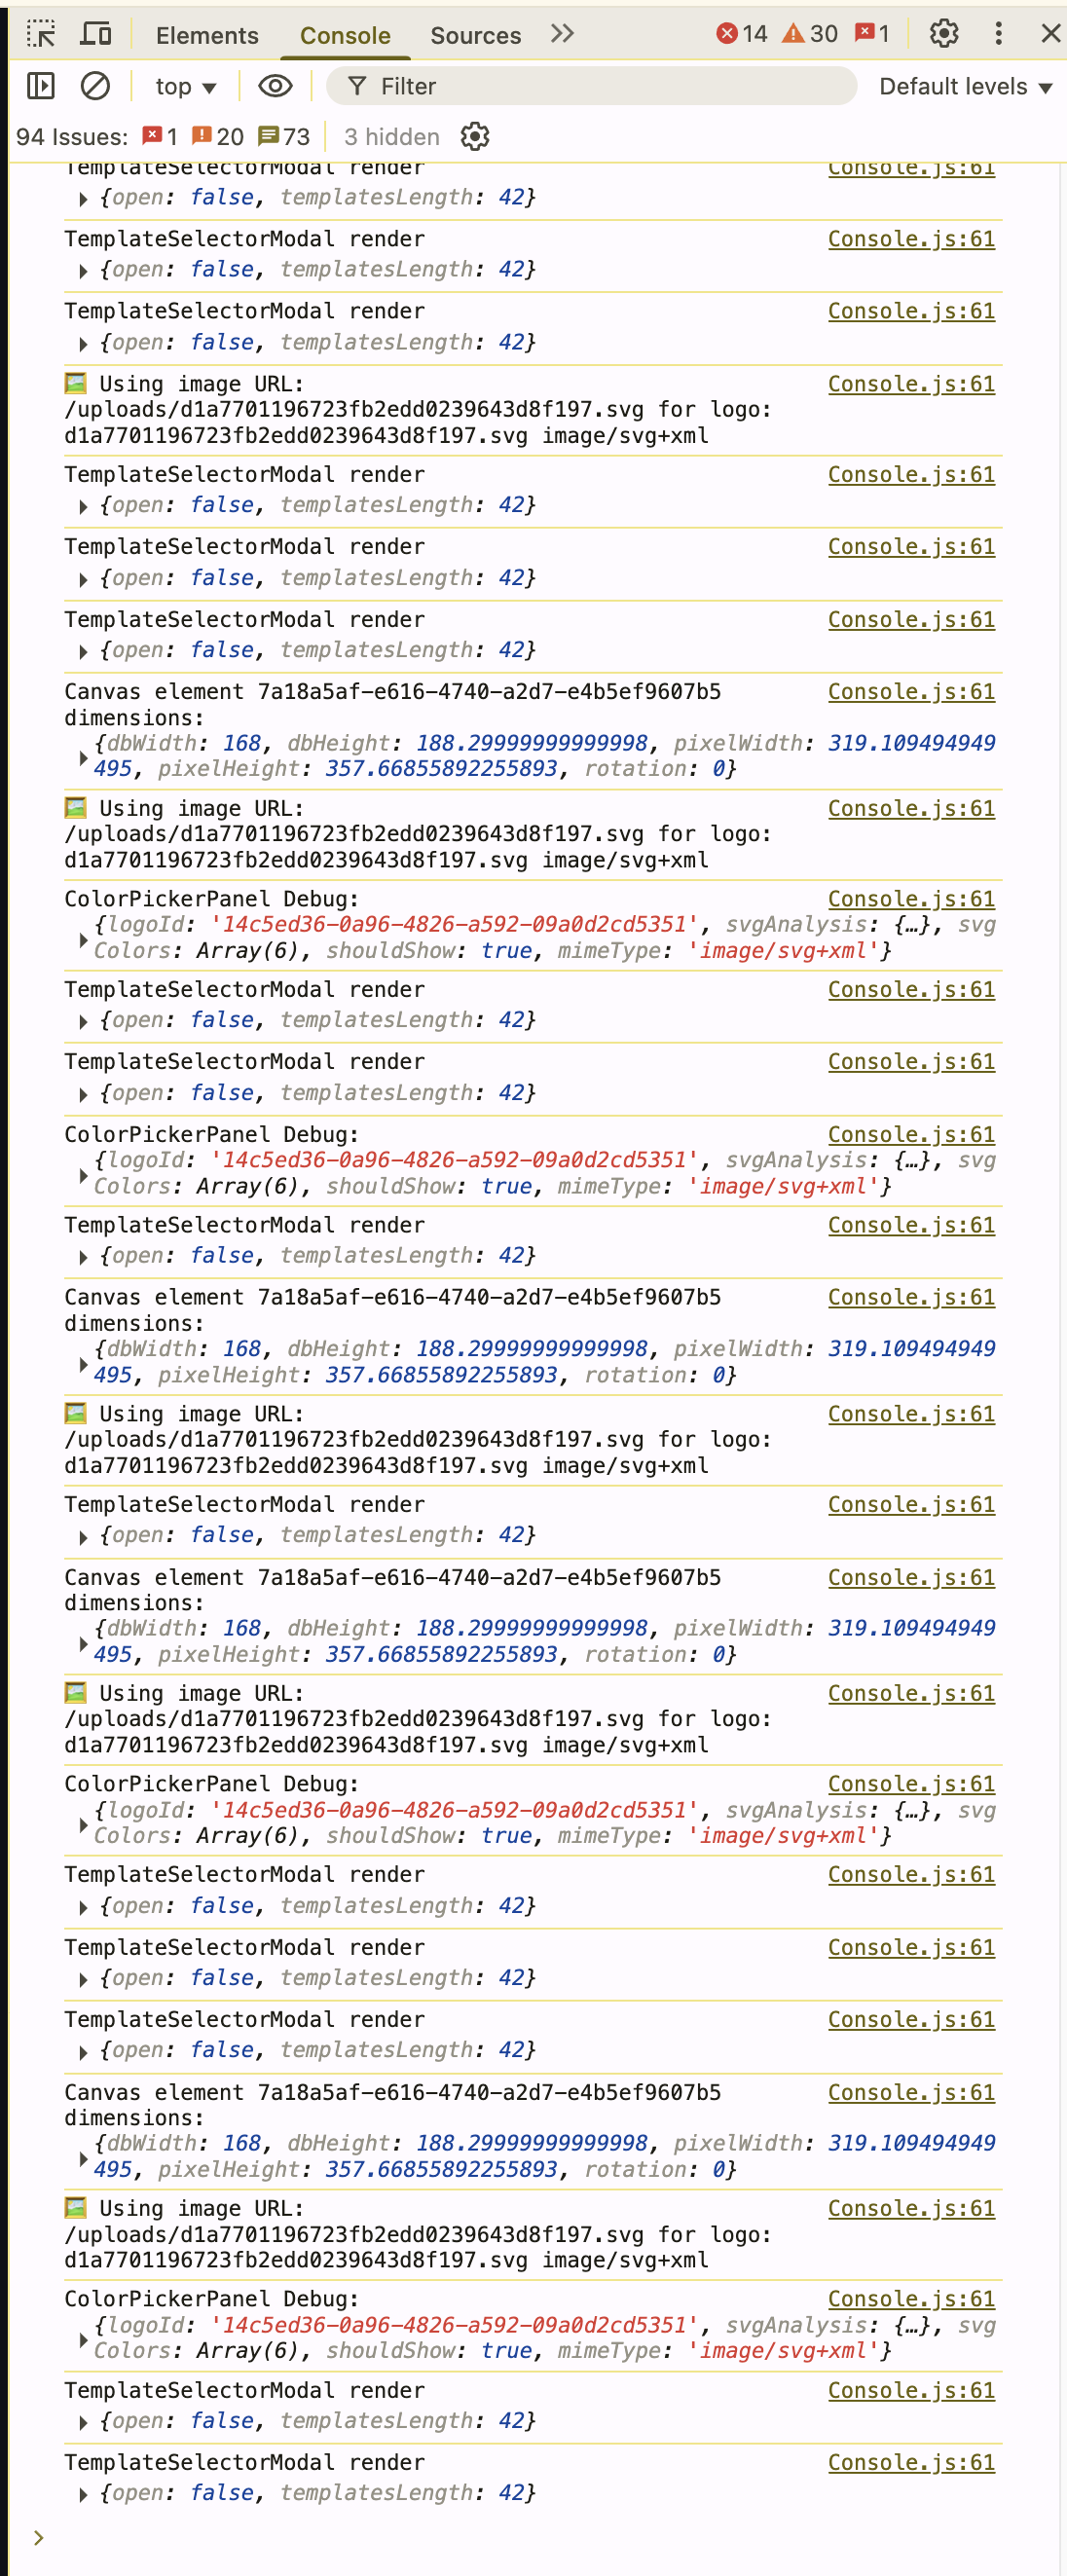 Elements Console Sources 14 30 1
top Filter Default levels
94 Issues: 1 20 73 3 hidden
TemplateSelectorModal render Console.js:61
{open: false, templatesLength: 42}
TemplateSelectorModal render Console.js:61
{open: false, templatesLength: 42}
TemplateSelectorModal render Console.js:61
{open: false, templatesLength: 42}
🖼️ Using image URL: Console.js:61
/uploads/d1a7701196723fb2edd0239643d8f197.svg for logo:
d1a7701196723fb2edd0239643d8f197.svg image/svg+xml
TemplateSelectorModal render Console.js:61
{open: false, templatesLength: 42}
TemplateSelectorModal render Console.js:61
{open: false, templatesLength: 42}
TemplateSelectorModal render Console.js:61
{open: false, templatesLength: 42}
Canvas element 7a18a5af-e616-4740-a2d7-e4b5ef9607b5 Console.js:61
dimensions:
{dbWidth: 168, dbHeight: 188.29999999999998, pixelWidth: 319.109494949
495, pixelHeight: 357.66855892255893, rotation: 0}
🖼️ Using image URL: Console.js:61
/uploads/d1a7701196723fb2edd0239643d8f197.svg for logo:
d1a7701196723fb2edd0239643d8f197.svg image/svg+xml
ColorPickerPanel Debug: Console.js:61
{logoId: '14c5ed36-0a96-4826-a592-09a0d2cd5351', svgAnalysis: {…}, svg
Colors: Array(6), shouldShow: true, mimeType: 'image/svg+xml'}
TemplateSelectorModal render Console.js:61
{open: false, templatesLength: 42}
TemplateSelectorModal render Console.js:61
{open: false, templatesLength: 42}
ColorPickerPanel Debug: Console.js:61
{logoId: '14c5ed36-0a96-4826-a592-09a0d2cd5351', svgAnalysis: {…}, svg
Colors: Array(6), shouldShow: true, mimeType: 'image/svg+xml'}
TemplateSelectorModal render Console.js:61
{open: false, templatesLength: 42}
Canvas element 7a18a5af-e616-4740-a2d7-e4b5ef9607b5 Console.js:61
dimensions:
{dbWidth: 168, dbHeight: 188.29999999999998, pixelWidth: 319.109494949
495, pixelHeight: 357.66855892255893, rotation: 0}
🖼️ Using image URL: Console.js:61
/uploads/d1a7701196723fb2edd0239643d8f197.svg for logo:
d1a7701196723fb2edd0239643d8f197.svg image/svg+xml
TemplateSelectorModal render Console.js:61
{open: false, templatesLength: 42}
Canvas element 7a18a5af-e616-4740-a2d7-e4b5ef9607b5 Console.js:61
dimensions:
{dbWidth: 168, dbHeight: 188.29999999999998, pixelWidth: 319.109494949
495, pixelHeight: 357.66855892255893, rotation: 0}
🖼️ Using image URL: Console.js:61
/uploads/d1a7701196723fb2edd0239643d8f197.svg for logo:
d1a7701196723fb2edd0239643d8f197.svg image/svg+xml
ColorPickerPanel Debug: Console.js:61
{logoId: '14c5ed36-0a96-4826-a592-09a0d2cd5351', svgAnalysis: {…}, svg
Colors: Array(6), shouldShow: true, mimeType: 'image/svg+xml'}
TemplateSelectorModal render Console.js:61
{open: false, templatesLength: 42}
TemplateSelectorModal render Console.js:61
{open: false, templatesLength: 42}
TemplateSelectorModal render Console.js:61
{open: false, templatesLength: 42}
Canvas element 7a18a5af-e616-4740-a2d7-e4b5ef9607b5 Console.js:61
dimensions:
{dbWidth: 168, dbHeight: 188.29999999999998, pixelWidth: 319.109494949
495, pixelHeight: 357.66855892255893, rotation: 0}
🖼️ Using image URL: Console.js:61
/uploads/d1a7701196723fb2edd0239643d8f197.svg for logo:
d1a7701196723fb2edd0239643d8f197.svg image/svg+xml
ColorPickerPanel Debug: Console.js:61
{logoId: '14c5ed36-0a96-4826-a592-09a0d2cd5351', svgAnalysis: {…}, svg
Colors: Array(6), shouldShow: true, mimeType: 'image/svg+xml'}
TemplateSelectorModal render Console.js:61
{open: false, templatesLength: 42}
TemplateSelectorModal render Console.js:61
{open: false, templatesLength: 42}